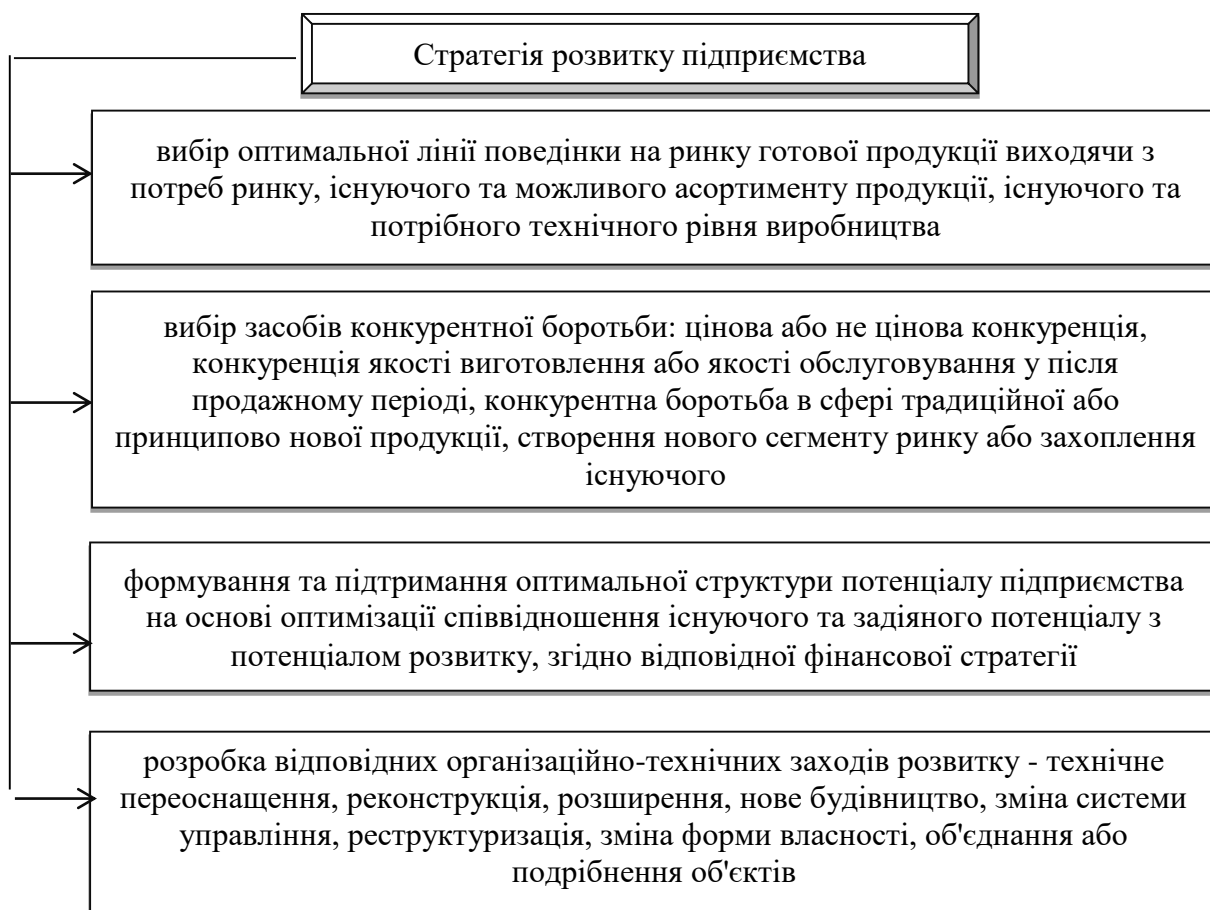 Стратегія розвитку підприємства
вибір оптимальної лінії поведінки на ринку готової продукції виходячи з
потреб ринку, існуючого та можливого асортименту продукції, існуючого та
потрібного технічного рівня виробництва
вибір засобів конкурентної боротьби: цінова або не цінова конкуренція,
конкуренція якості виготовлення або якості обслуговування у після
продажному періоді, конкурентна боротьба в сфері традиційної або
принципово нової продукції, створення нового сегменту ринку або захоплення
існуючого
формування та підтримання оптимальної структури потенціалу підприємства
на основі оптимізації співвідношення існуючого та задіяного потенціалу з
потенціалом розвитку, згідно відповідної фінансової стратегії
розробка відповідних організаційно-технічних заходів розвитку - технічне
переоснащення, реконструкція, розширення, нове будівництво, зміна системи
управління, реструктуризація, зміна форми власності, об'єднання або
подрібнення об'єктів